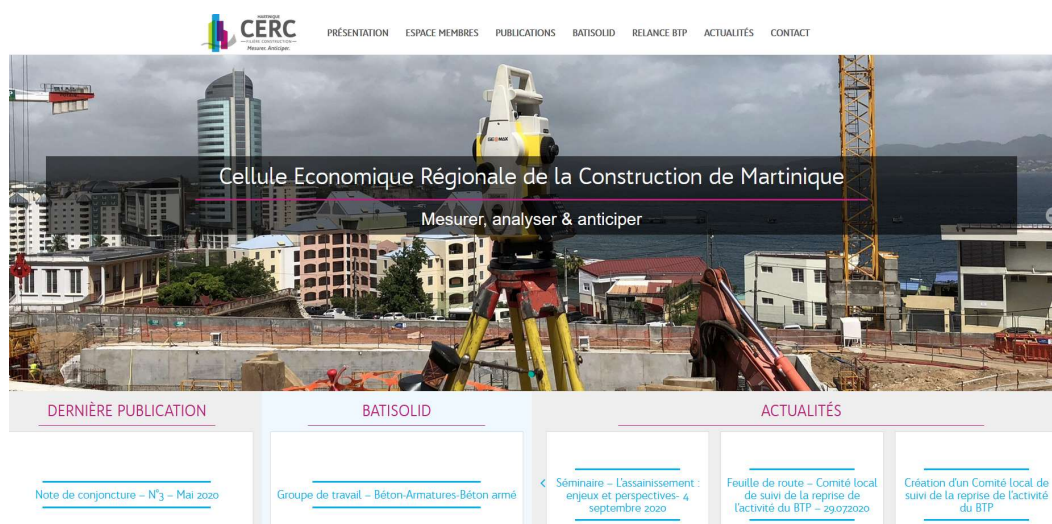 MARTINIQUE
CERC
FILIÈRE CONSTRUCTION
Mesurer. Anticiper.
PRÉSENTATION
ESPACE MEMBRES
PUBLICATIONS
BATISOLID
RELANCE BTP
ACTUALITÉS
CONTACT
GEOMAX
Cellule Economique Régionale de la Construction de Martinique
Mesurer, analyser & anticiper
DERNIÈRE PUBLICATION
Note de conjoncture – N°3 – Mai 2020
BATISOLID
Groupe de travail – Béton-Armatures-Béton armé
ACTUALITÉS
Séminaire – L'assainissement :
enjeux et perspectives- 4
septembre 2020
Feuille de route – Comité local
de suivi de la reprise de
l'activité du BTP – 29.07.2020
Création d'un Comité local de
suivi de la reprise de l'activité
du BTP